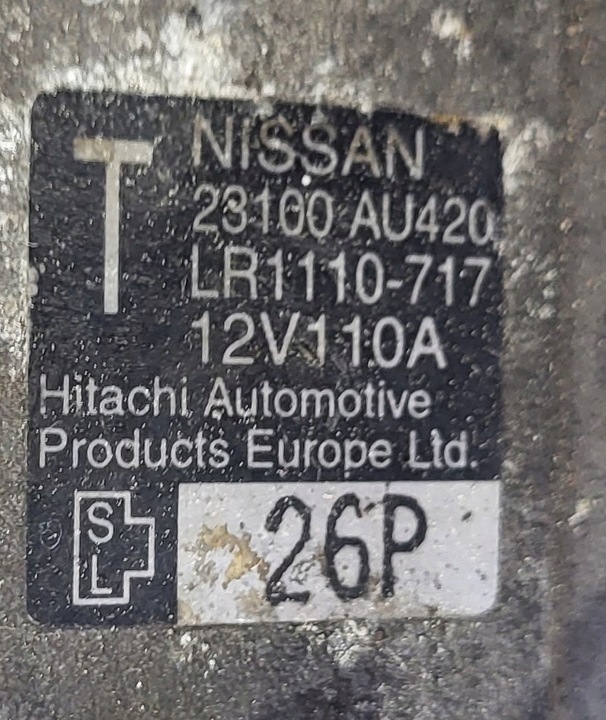 T
NISSAN
23100 AU420
LR1110-717
12V110A
Hitachi Automotive
Products Europe Ltd.
S
L
26P